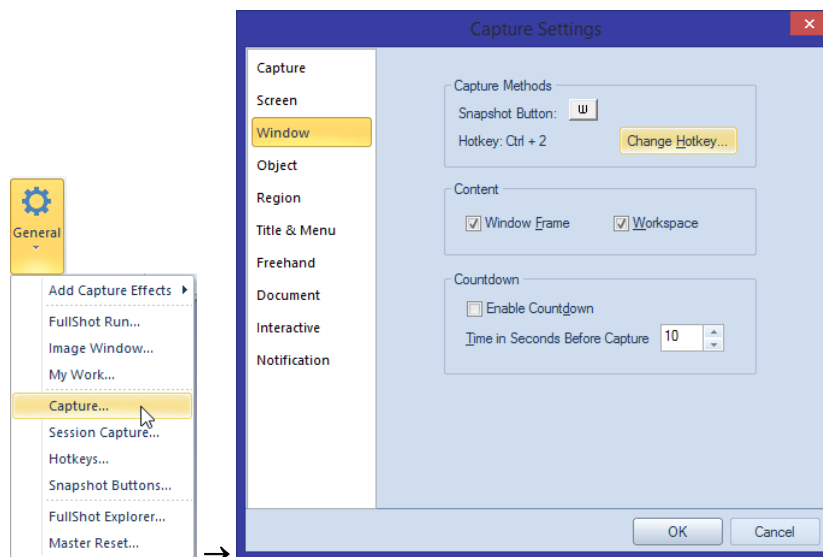 General
Add Capture Effects
FullShot Run...
Image Window...
My Work...
Capture...
Session Capture...
Hotkeys...
Snapshot Buttons...
FullShot Explorer...
Master Reset...
→
Capture Settings
Capture
Screen
Window
Object
Region
Title & Menu
Freehand
Document
Interactive
Notification
Capture Methods
Snapshot Button: W
Hotkey: Ctrl + 2 Change Hotkey...
Content
Window Frame Workspace
Countdown
Enable Countdown
Time in Seconds Before Capture 10
OK Cancel